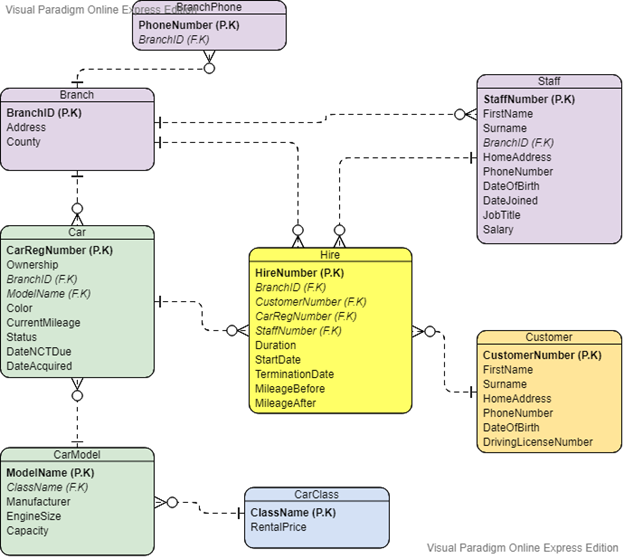 Visual Paradigm Online Express Edition
BranchPhone
PhoneNumber (P.K)
BranchID (F.K)
Branch
BranchID (P.K)
Address
County
Staff
StaffNumber (P.K)
FirstName
Surname
BranchID (F.K)
HomeAddress
PhoneNumber
DateOfBirth
DateJoined
JobTitle
Salary
Car
CarRegNumber (P.K)
Ownership
BranchID (F.K)
ModelName (F.K)
Color
CurrentMileage
Status
DateNCTDue
DateAcquired
Hire
HireNumber (P.K)
BranchID (F.K)
CustomerNumber (F.K)
CarRegNumber (F.K)
StaffNumber (F.K)
Duration
StartDate
TerminationDate
MileageBefore
MileageAfter
Customer
CustomerNumber (P.K)
FirstName
Surname
HomeAddress
PhoneNumber
DateOfBirth
DrivingLicenseNumber
CarModel
ModelName (P.K)
ClassName (F.K)
Manufacturer
EngineSize
Capacity
CarClass
ClassName (P.K)
RentalPrice
Visual Paradigm Online Express Edition